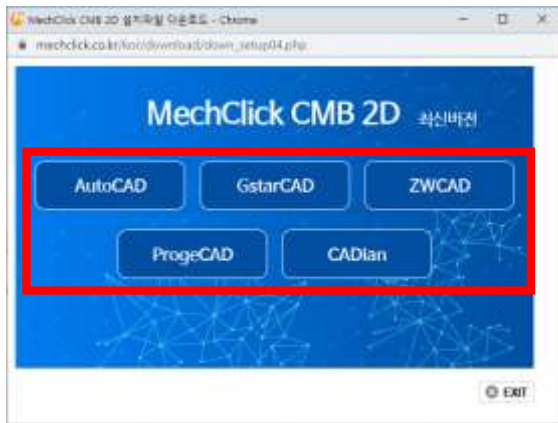 MechClick CMB 2D 설치파일 다운로드 - Chrome
mechclick.co.kr/kor/download/down_setup04.php
MechClick CMB 2D 최신버전
AutoCAD GstarCAD ZWCAD
ProgeCAD CADian
EXIT